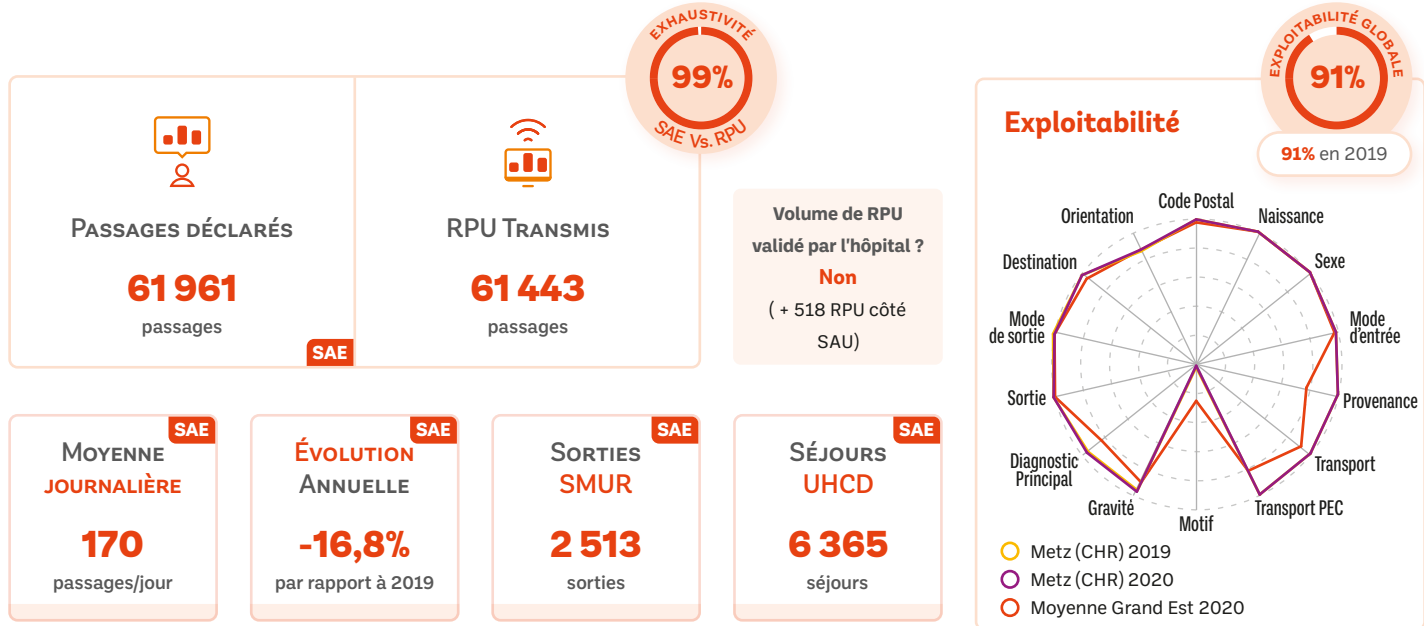 EXHAUSTIVITÉ
99%
SAE Vs. RPU
PASSAGES DÉCLARÉS
61 961
passages
SAE
RPU TRANSMIS
61 443
passages
Volume de RPU
validé par l'hôpital ?
Non
( + 518 RPU côté
SAU)
SAE
MOYENNE
JOURNALIÈRE
170
passages/jour
SAE
ÉVOLUTION
ANNUELLE
-16,8%
par rapport à 2019
SAE
SORTIES
SMUR
2 513
sorties
SAE
SÉJOURS
UHCD
6 365
séjours
EXPLOITABILITÉ GLOBALE
91%
91% en 2019
Exploitabilité
Code Postal
Naissance
Sexe
Mode
d'entrée
Provenance
Transport
Transport PEC
Motif
Gravité
Diagnostic
Principal
Sortie
Mode
de sortie
Destination
Orientation
Metz (CHR) 2019
Metz (CHR) 2020
Moyenne Grand Est 2020